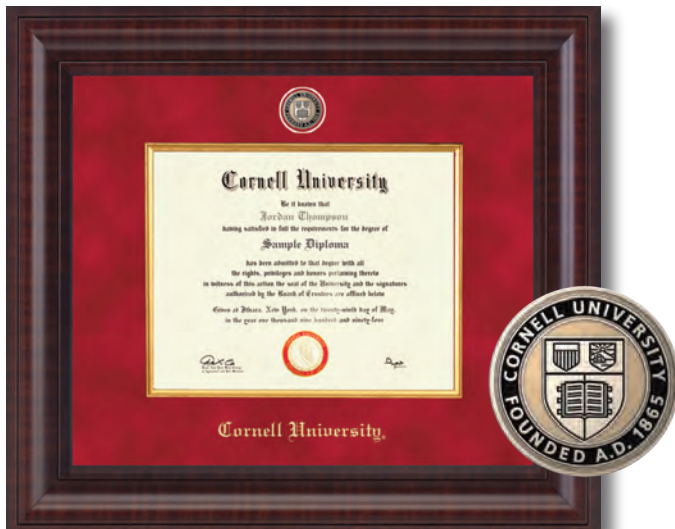 CORNELL UNIVERSITY
Cornell University
Be it known that
Jordan Thompson
having satisfied in full the requirements for the degree of
Sample Diploma
has been admitted to that degree with all
the rights, privileges and honors pertaining thereto
in witness of this action the seal of the University and the signatures
authorized by the Board of Trustees are affixed below
Given at Ithaca, New York, on the twenty-ninth day of May,
in the year one thousand nine hundred and ninety-four
Cornell University®
CORNELL UNIVERSITY
FOUNDED A.D. 1865